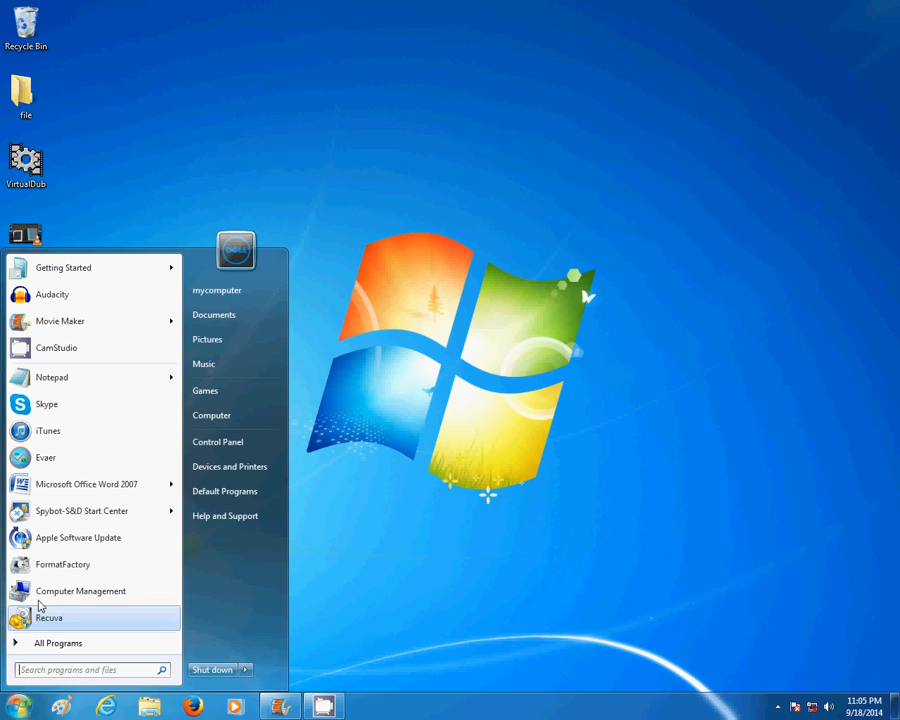 Recycle Bin
file
VirtualDub
DELL
Getting Started
Audacity
Movie Maker
CamStudio
Notepad
Skype
iTunes
Evaer
Microsoft Office Word 2007
Spybot-S&D Start Center
Apple Software Update
FormatFactory
Computer Management
Recuva
All Programs
Search programs and files
mycomputer
Documents
Pictures
Music
Games
Computer
Control Panel
Devices and Printers
Default Programs
Help and Support
Shut down
11:05 PM
9/18/2014